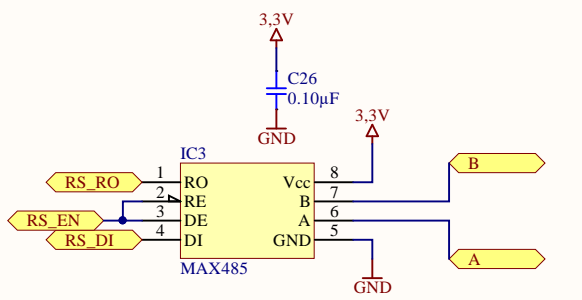 3,3V
C26
0.10µF
GND
3,3V
IC3
B
RS_RO 1 RO Vcc 8
2 RE B 7
RS_EN 3 DE A 6
RS_DI 4 DI GND 5
A
MAX485
GND